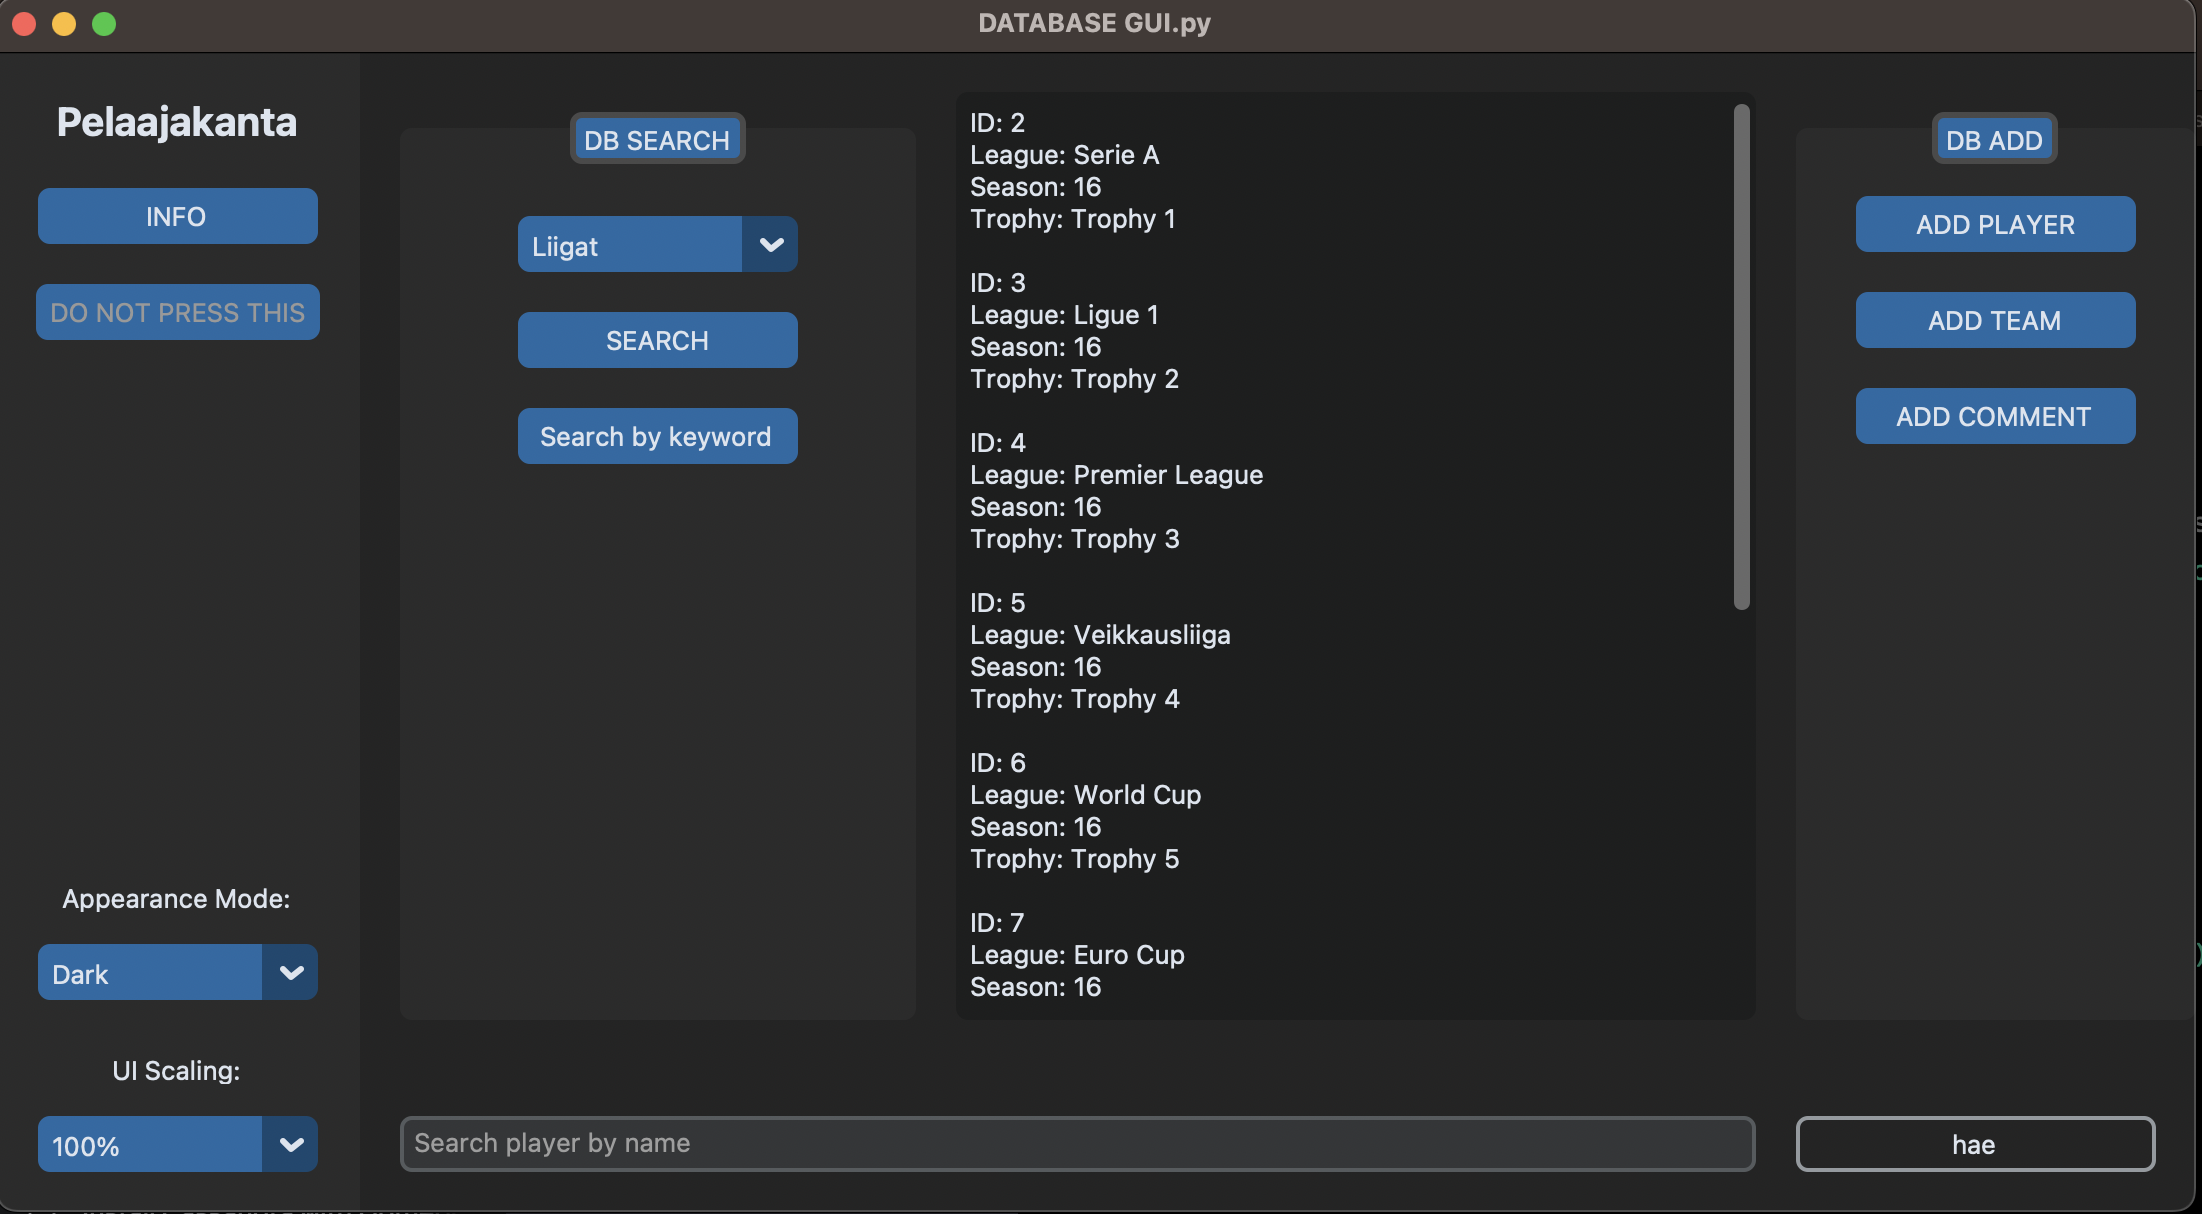 DATABASE GUI.py
Pelaajakanta
INFO
DO NOT PRESS THIS
Appearance Mode:
Dark
UI Scaling:
100%
DB SEARCH
Liigat
SEARCH
Search by keyword
ID: 2
League: Serie A
Season: 16
Trophy: Trophy 1
ID: 3
League: Ligue 1
Season: 16
Trophy: Trophy 2
ID: 4
League: Premier League
Season: 16
Trophy: Trophy 3
ID: 5
League: Veikkausliiga
Season: 16
Trophy: Trophy 4
ID: 6
League: World Cup
Season: 16
Trophy: Trophy 5
ID: 7
League: Euro Cup
Season: 16
DB ADD
ADD PLAYER
ADD TEAM
ADD COMMENT
Search player by name
hae